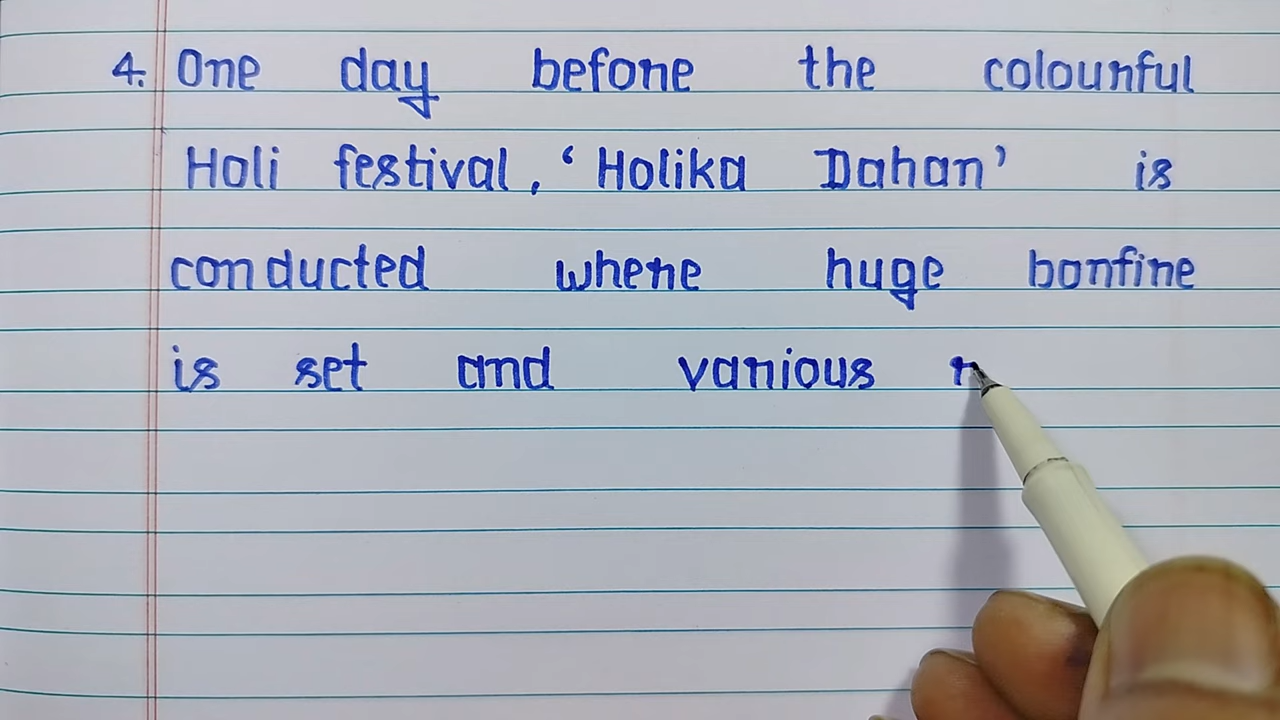 4. One day before the colourful
Holi festival, ‘Holika Dahan’ is
conducted where huge bonfire
is set and various r